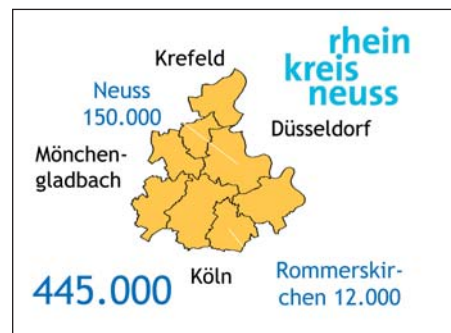 rhein
kreis
neuss
Krefeld
Neuss
150.000
Düsseldorf
Mönchen-
gladbach
Köln
445.000
Rommerskir-
chen 12.000